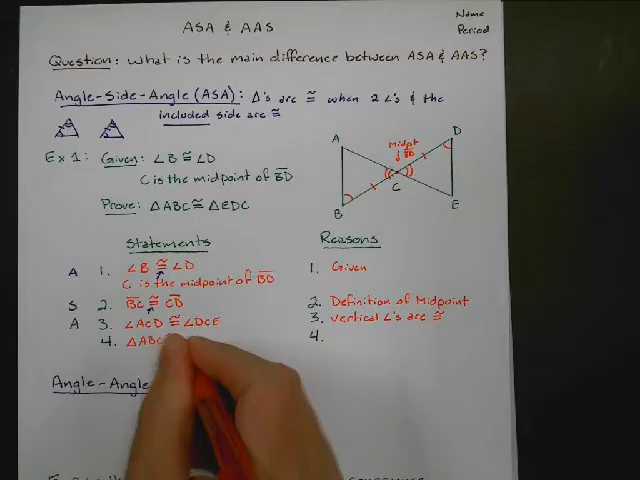 ASA & AAS
Name
Period
Question: What is the main difference between ASA & AAS?
Angle-Side-Angle (ASA): Δ's are ≅ when 2 ∠'s & the
included side are ≅
Ex 1: Given: ∠B ≅ ∠D
C is the midpoint of BD
Prove: ΔABC ≅ ΔEDC
A
Midpt
BD
D
C
B
E
Statements
Reasons
A 1. ∠B ≅ ∠D
C is the midpoint of BD
1. Given
S 2. BC ≅ CD
2. Definition of Midpoint
A 3. ∠ACD ≅ ∠DCE
3. Vertical ∠'s are ≅
4. ΔABC
4.
Angle-Angle